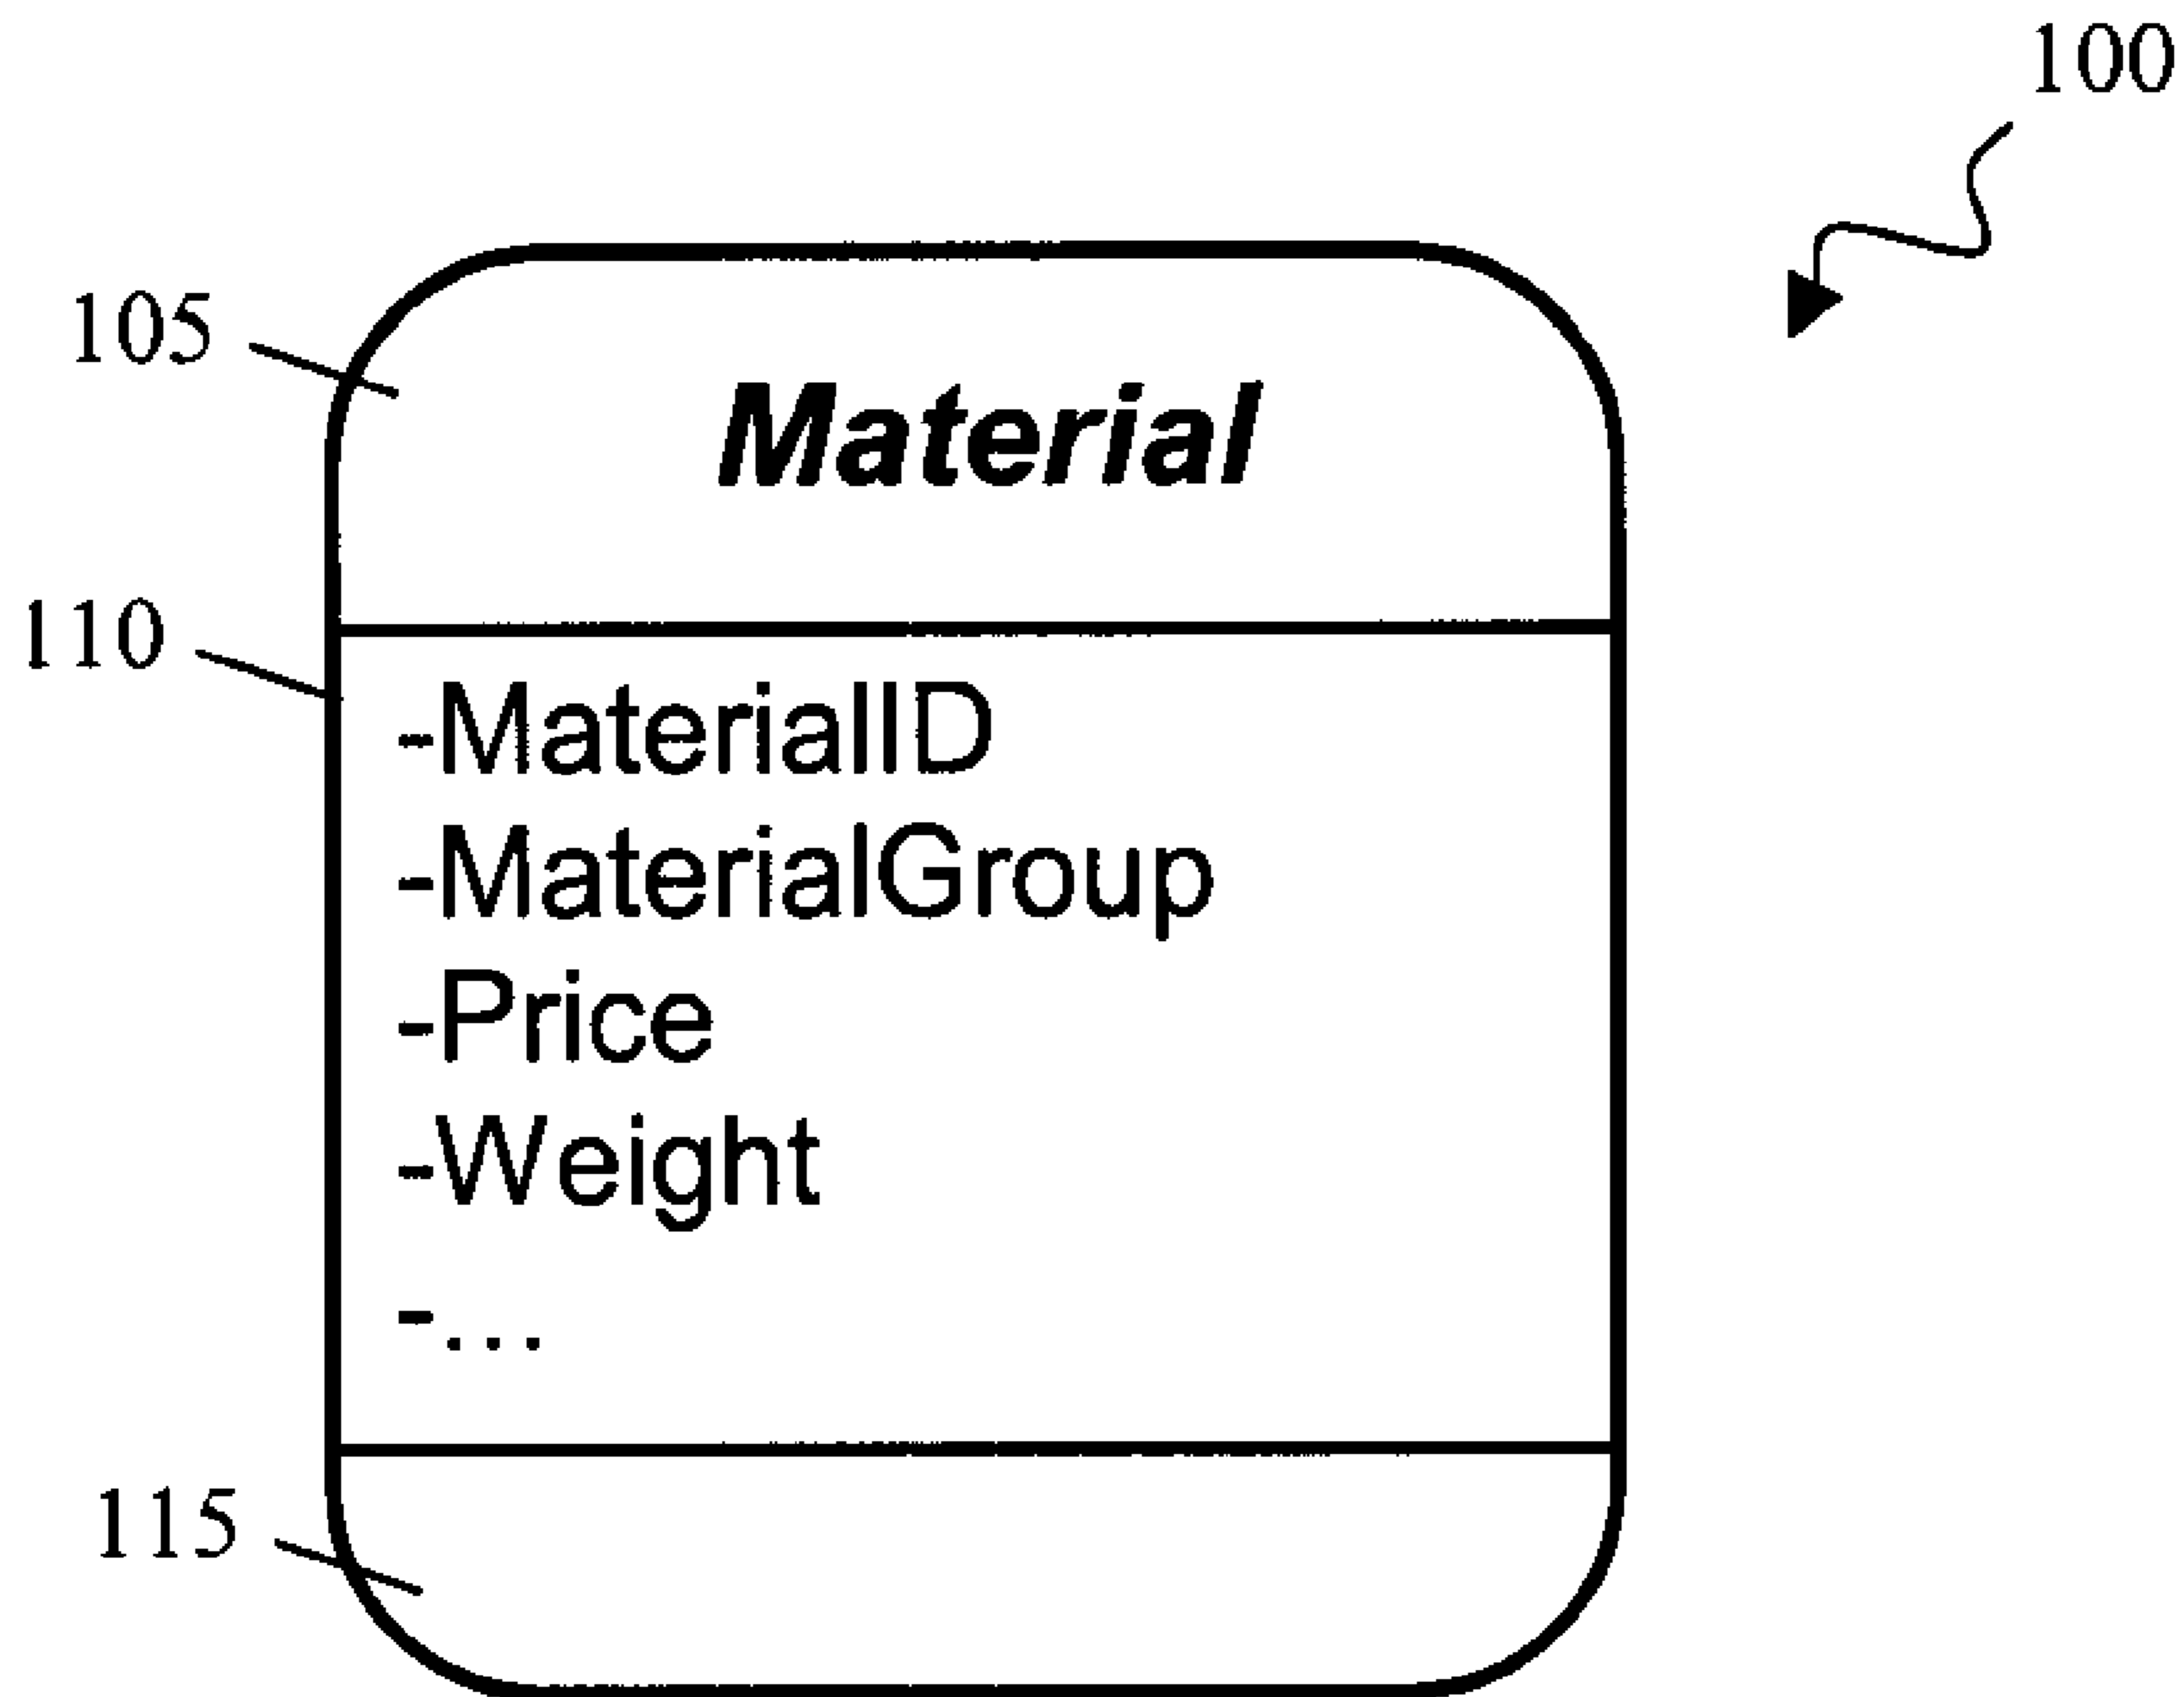 100
105
Material
110
-MaterialID
-MaterialGroup
-Price
-Weight
-...
115